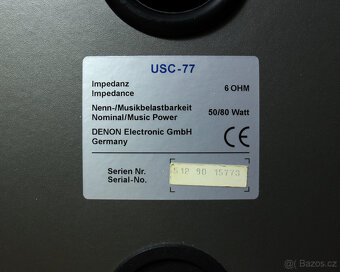 USC-77
Impedanz
Impedance
6 OHM
Nenn-/Musikbelastbarkeit
Nominal/Music Power
50/80 Watt
DENON Electronic GmbH
Germany
CE
Serien Nr.
Serial-No.
512 90 15773
Bazos.cz